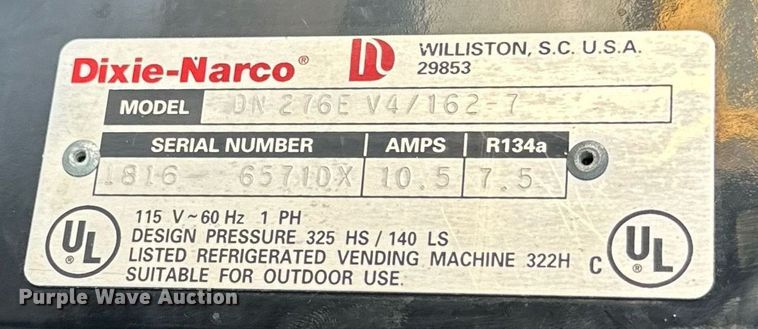 Dixie-Narco®
WILLISTON, S.C. U.S.A.
29853
MODEL DN 276E V4/162-7
SERIAL NUMBER AMPS R134a
1816 6571DX 10.5 7.5
UL
115 V~60 Hz 1 PH
DESIGN PRESSURE 325 HS / 140 LS
LISTED REFRIGERATED VENDING MACHINE 322H
SUITABLE FOR OUTDOOR USE.
C UL
Purple Wave Auction